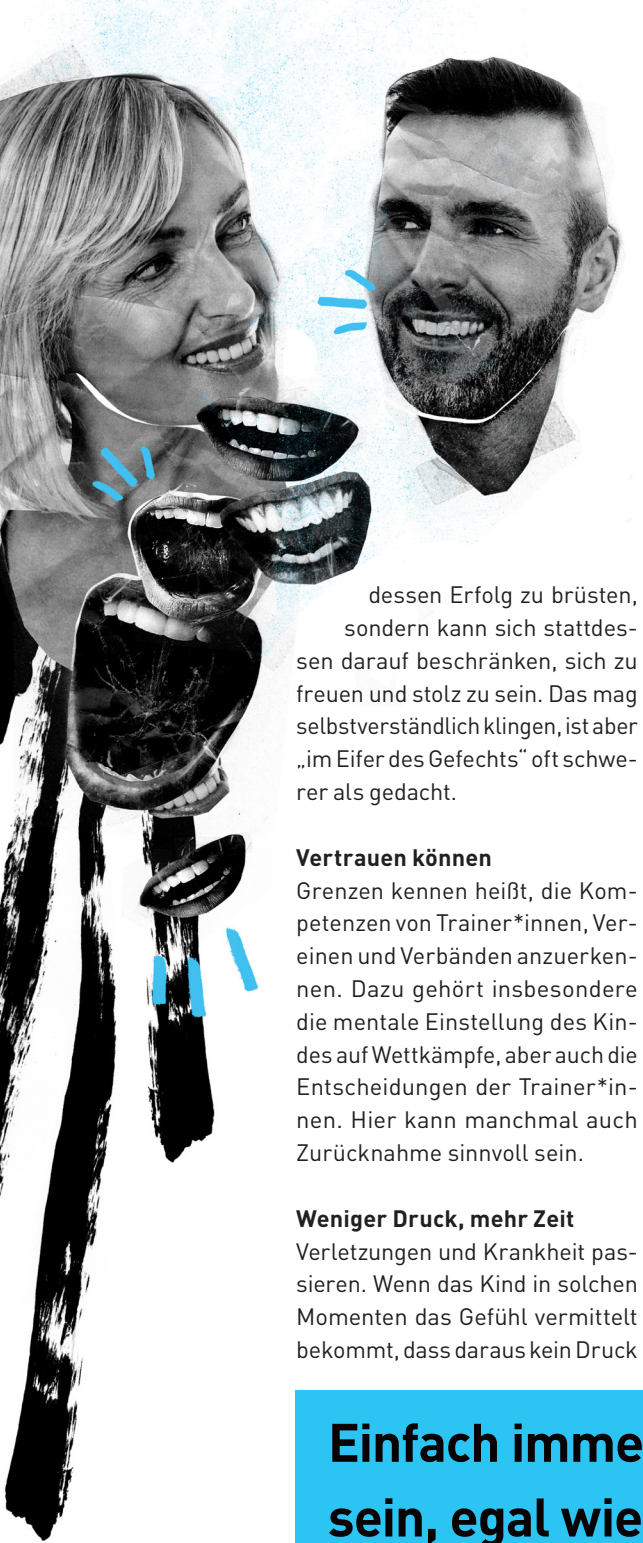 dessen Erfolg zu brüsten,
sondern kann sich stattdes-
sen darauf beschränken, sich zu
freuen und stolz zu sein. Das mag
selbstverständlich klingen, ist aber
„im Eifer des Gefechts“ oft schwe-
rer als gedacht.
Vertrauen können
Grenzen kennen heißt, die Kom-
petenzen von Trainer*innen, Ver-
einen und Verbänden anzuerken-
nen. Dazu gehört insbesondere
die mentale Einstellung des Kin-
des auf Wettkämpfe, aber auch die
Entscheidungen der Trainer*in-
nen. Hier kann manchmal auch
Zurücknahme sinnvoll sein.
Weniger Druck, mehr Zeit
Verletzungen und Krankheit pas-
sieren. Wenn das Kind in solchen
Momenten das Gefühl vermittelt
bekommt, dass daraus kein Druck
Einfach imme
sein, egal wie